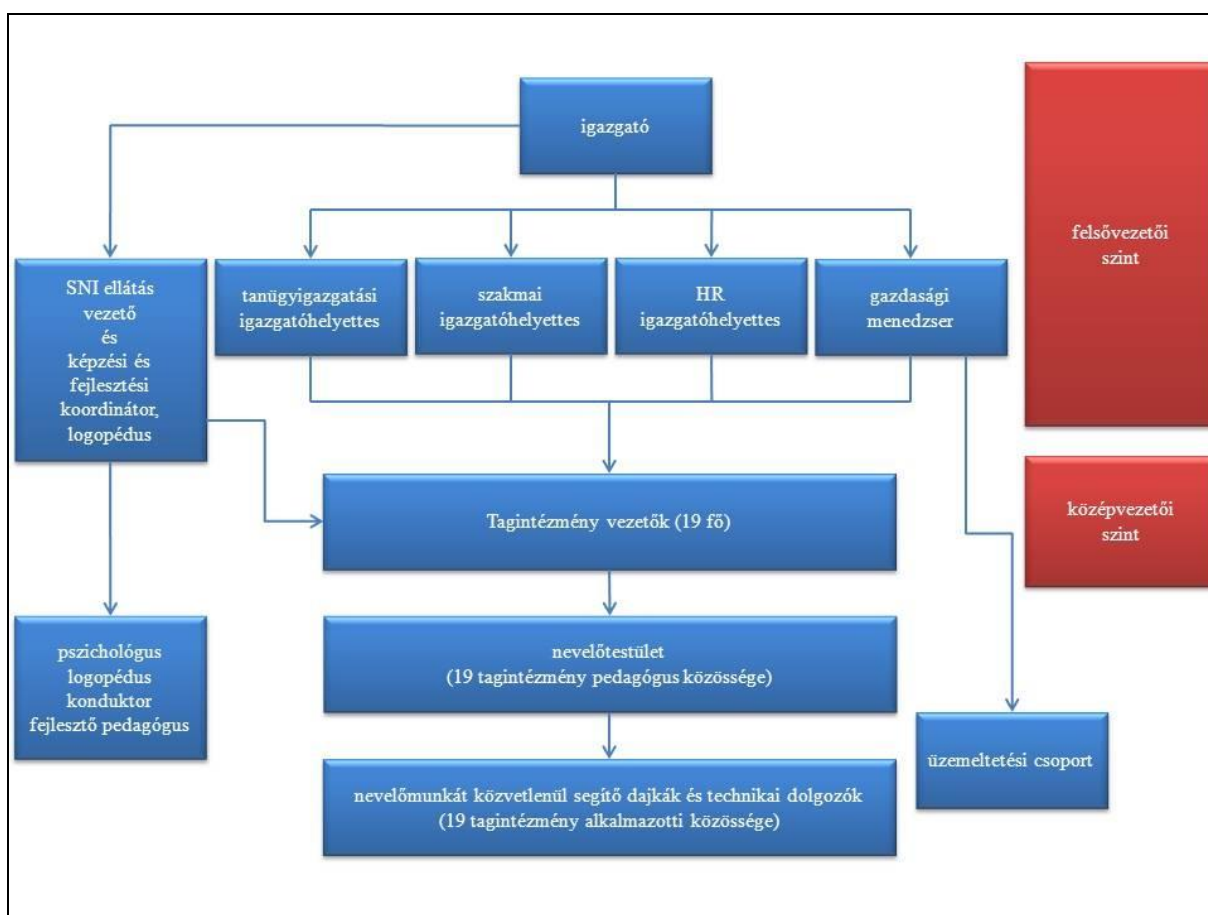 igazgató
felsővezetői
szint
SNI ellátás
vezető
és
képzési és
fejlesztési
koordinátor,
logopédus
tanügyigazgatási
igazgatóhelyettes
szakmai
igazgatóhelyettes
HR
igazgatóhelyettes
gazdasági
menedzser
középvezetői
szint
Tagintézmény vezetők (19 fő)
pszichológus
logopédus
konduktor
fejlesztő pedagógus
nevelőtestület
(19 tagintézmény pedagógus közössége)
üzemeltetési csoport
nevelőmunkát közvetlenül segítő dajkák és technikai dolgozók
(19 tagintézmény alkalmazotti közössége)